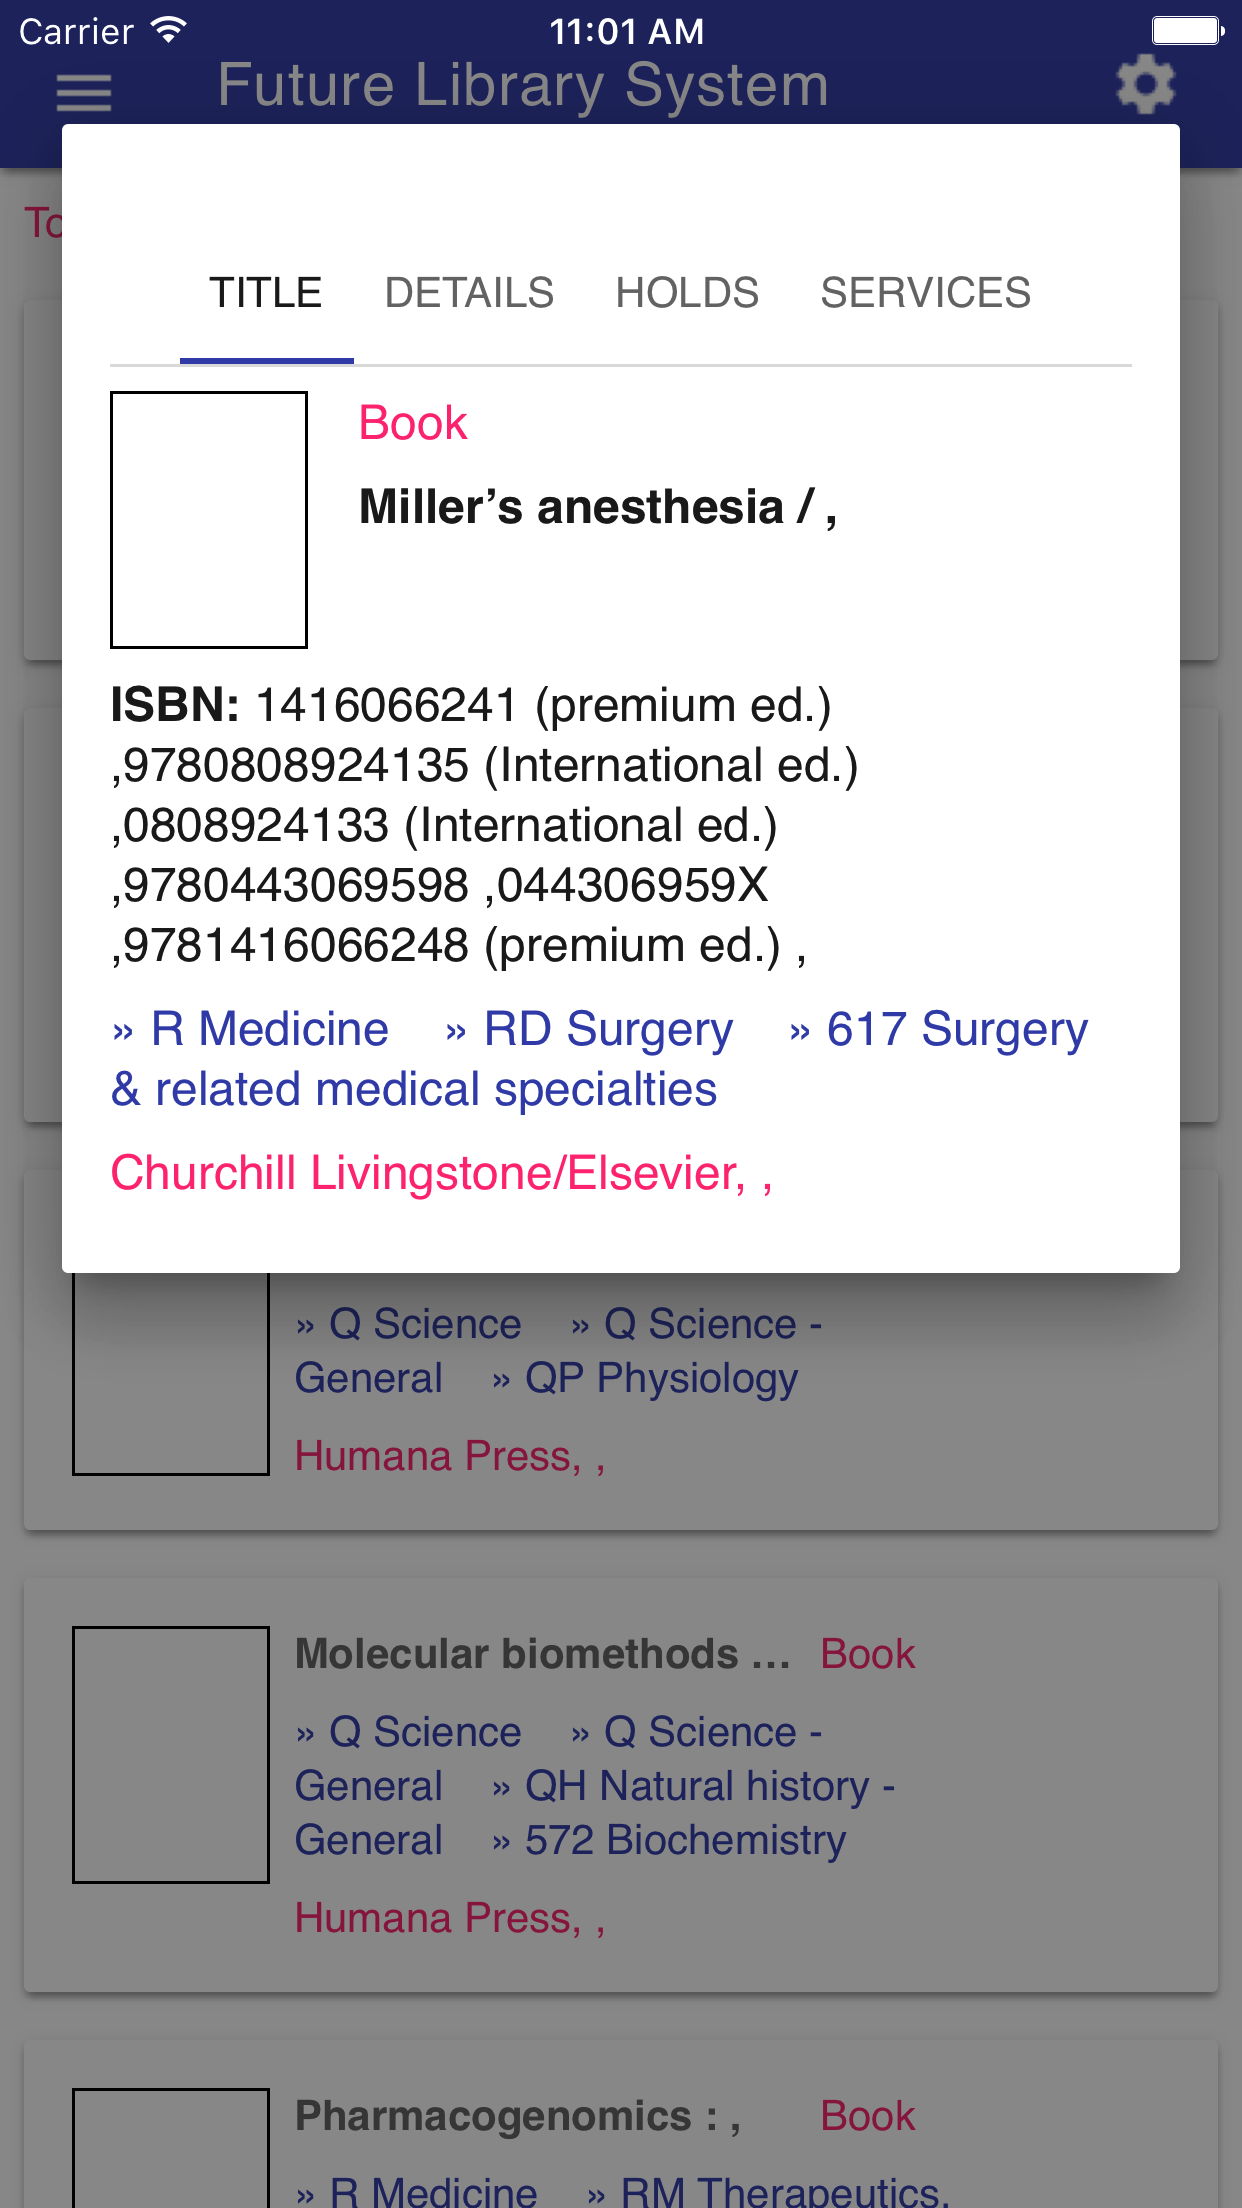 Carrier 11:01 AM
Future Library System
To
TITLE DETAILS HOLDS SERVICES
Book
Miller’s anesthesia / ,
ISBN: 1416066241 (premium ed.)
,9780808924135 (International ed.)
,0808924133 (International ed.)
,9780443069598 ,044306959X
,9781416066248 (premium ed.) ,
» R Medicine » RD Surgery » 617 Surgery
& related medical specialties
Churchill Livingstone/Elsevier, ,
» Q Science » Q Science -
General » QP Physiology
Humana Press, ,
Molecular biomethods ... Book
» Q Science » Q Science -
General » QH Natural history -
General » 572 Biochemistry
Humana Press, ,
Pharmacogenomics : , Book
» R Medicine » RM Therapeutics.